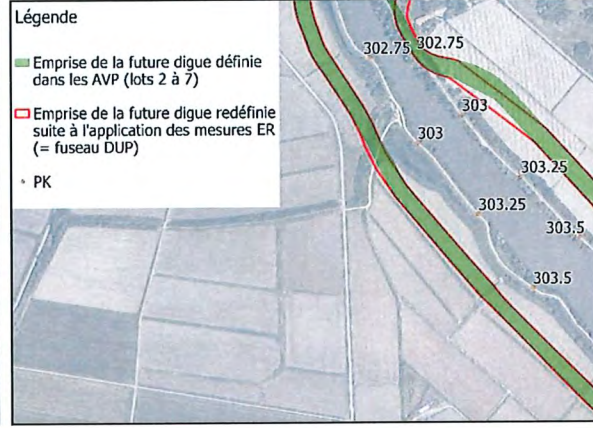 Légende
Emprise de la future digue définie
dans les AVP (lots 2 à 7)
Emprise de la future digue redéfinie
suite à l'application des mesures ER
(= fuseau DUP)
PK
302.75
302.75
303
303
303.25
303.25
303.5
303.5